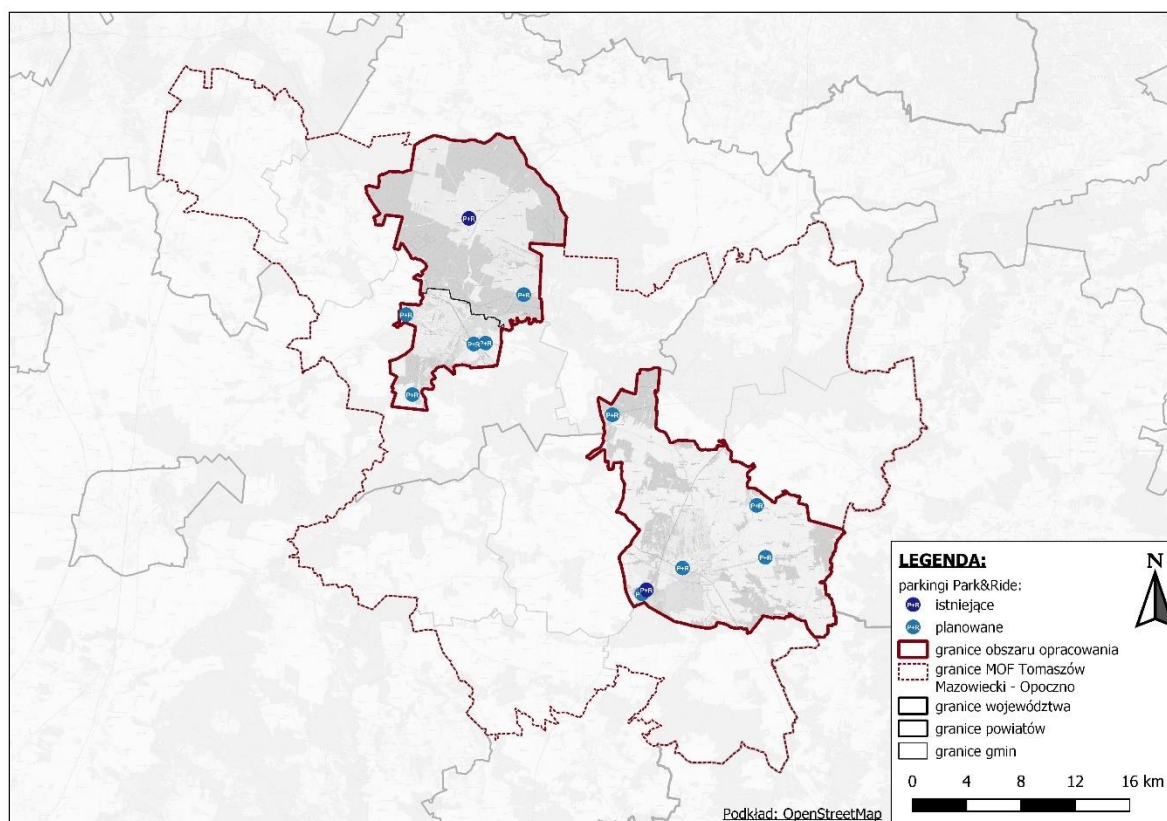 P+R
P+R
P+R
P+R
P+R
P+R
P+R
P+R
P+R
P+R
P+R
LEGENDA:
N
parkingi Park&Ride:
P+R istniejące
P+R planowane
granice obszaru opracowania
granice MOF Tomaszów
Mazowiecki - Opoczno
granice województwa
granice powiatów
granice gmin
0 4 8 12 16 km
Podkład: OpenStreetMap